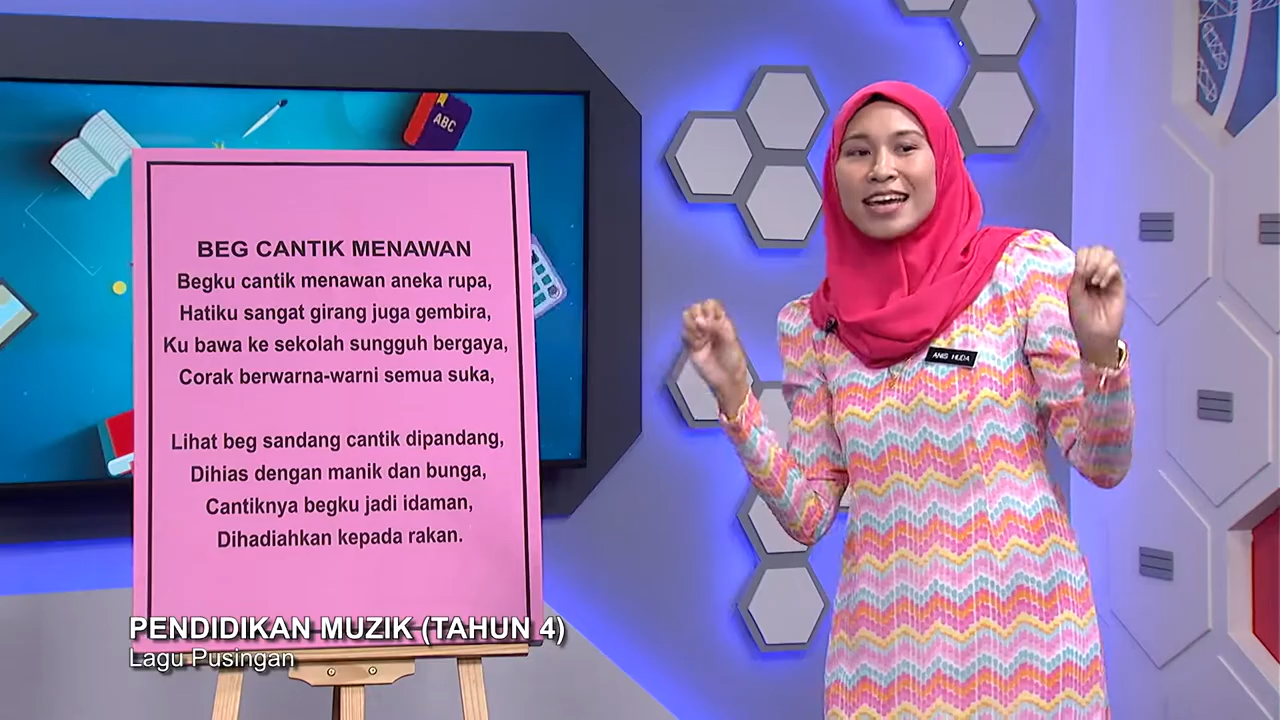 ABC
BEG CANTIK MENAWAN
Begku cantik menawan aneka rupa,
Hatiku sangat girang juga gembira,
Ku bawa ke sekolah sungguh bergaya,
Corak berwarna-warni semua suka,
Lihat beg sandang cantik dipandang,
Dihias dengan manik dan bunga,
Cantiknya begku jadi idaman,
Dihadiahkan kepada rakan.
ANIS HUDA
PENDIDIKAN MUZIK (TAHUN 4)
Lagu Pusingan